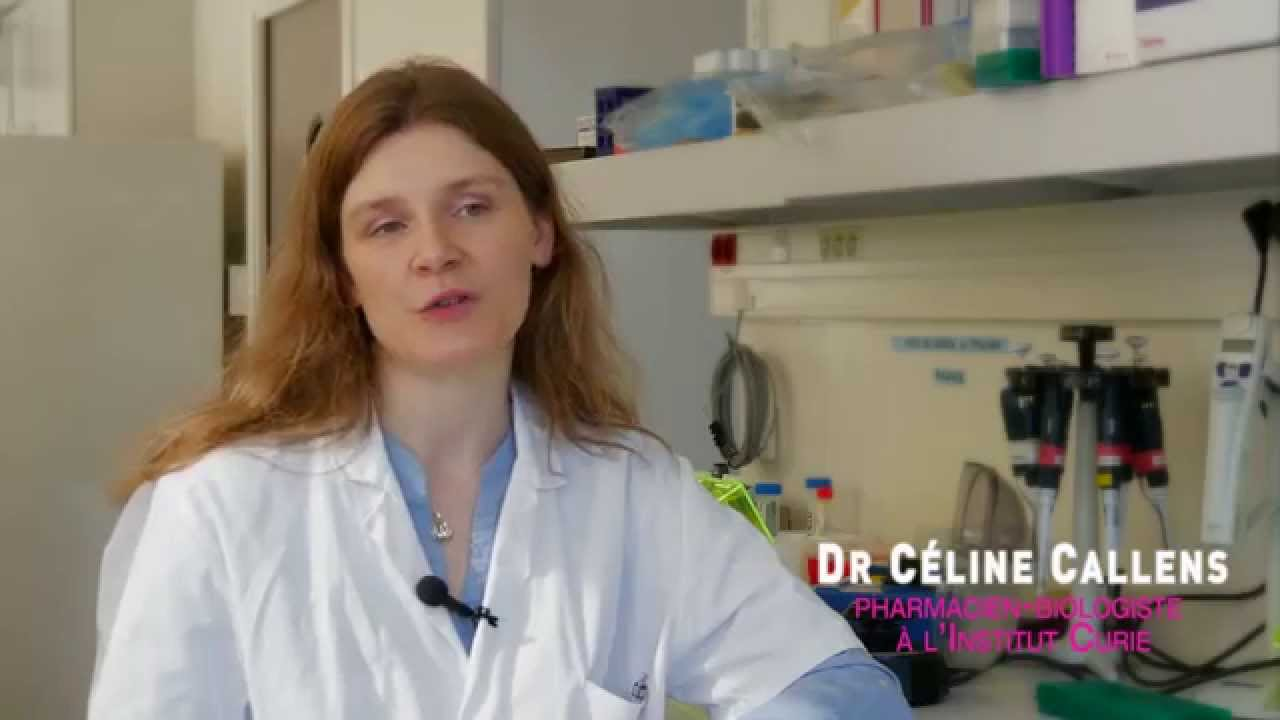 DR CÉLINE CALLENS
PHARMACIEN-BIOLOGISTE
À L'INSTITUT CURIE